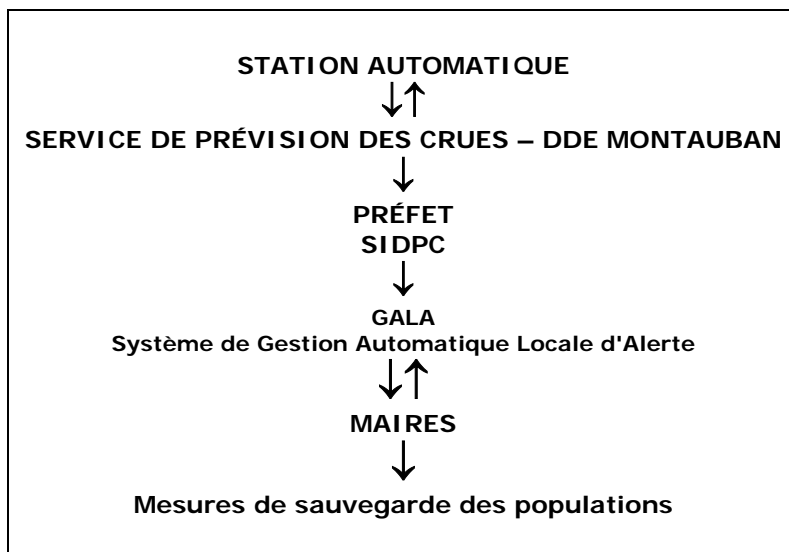 STATION AUTOMATIQUE
↓↑
SERVICE DE PRÉVISION DES CRUES – DDE MONTAUBAN
↓
PRÉFET
SIDPC
↓
GALA
Système de Gestion Automatique Locale d'Alerte
↓↑
MAIRES
↓
Mesures de sauvegarde des populations